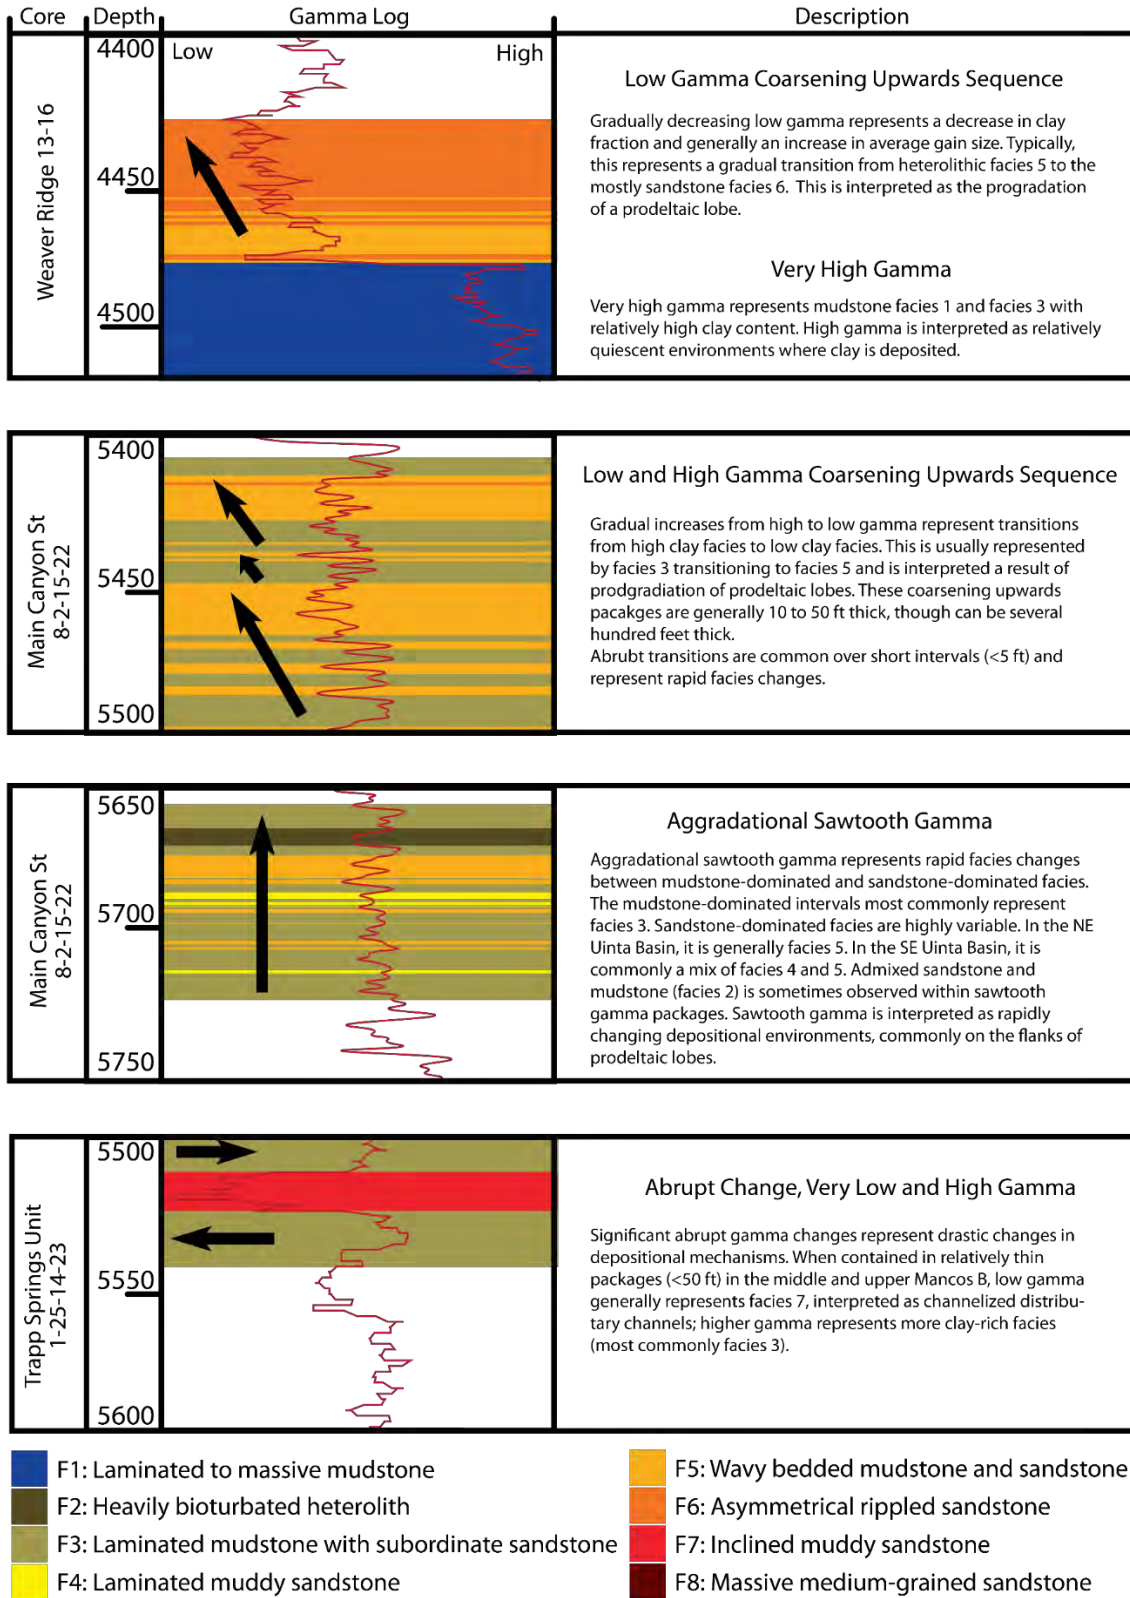 Core Depth Gamma Log Description
Weaver Ridge 13-16
4400
4450
4500
Low High
Low Gamma Coarsening Upwards Sequence
Gradually decreasing low gamma represents a decrease in clay
fraction and generally an increase in average gain size. Typically,
this represents a gradual transition from heterolithic facies 5 to the
mostly sandstone facies 6. This is interpreted as the progradation
of a prodeltaic lobe.
Very High Gamma
Very high gamma represents mudstone facies 1 and facies 3 with
relatively high clay content. High gamma is interpreted as relatively
quiescent environments where clay is deposited.
Main Canyon St
8-2-15-22
5400
5450
5500
Low and High Gamma Coarsening Upwards Sequence
Gradual increases from high to low gamma represent transitions
from high clay facies to low clay facies. This is usually represented
by facies 3 transitioning to facies 5 and is interpreted a result of
prodgradiation of prodeltaic lobes. These coarsening upwards
pacakges are generally 10 to 50 ft thick, though can be several
hundred feet thick.
Abrubt transitions are common over short intervals (<5 ft) and
represent rapid facies changes.
Main Canyon St
8-2-15-22
5650
5700
5750
Aggradational Sawtooth Gamma
Aggradational sawtooth gamma represents rapid facies changes
between mudstone-dominated and sandstone-dominated facies.
The mudstone-dominated intervals most commonly represent
facies 3. Sandstone-dominated facies are highly variable. In the NE
Uinta Basin, it is generally facies 5. In the SE Uinta Basin, it is
commonly a mix of facies 4 and 5. Admixed sandstone and
mudstone (facies 2) is sometimes observed within sawtooth
gamma packages. Sawtooth gamma is interpreted as rapidly
changing depositional environments, commonly on the flanks of
prodeltaic lobes.
Trapp Springs Unit
1-25-14-23
5500
5550
5600
Abrupt Change, Very Low and High Gamma
Significant abrupt gamma changes represent drastic changes in
depositional mechanisms. When contained in relatively thin
packages (<50 ft) in the middle and upper Mancos B, low gamma
generally represents facies 7, interpreted as channelized distribu-
tary channels; higher gamma represents more clay-rich facies
(most commonly facies 3).
F1: Laminated to massive mudstone
F2: Heavily bioturbated heterolith
F3: Laminated mudstone with subordinate sandstone
F4: Laminated muddy sandstone
F5: Wavy bedded mudstone and sandstone
F6: Asymmetrical rippled sandstone
F7: Inclined muddy sandstone
F8: Massive medium-grained sandstone